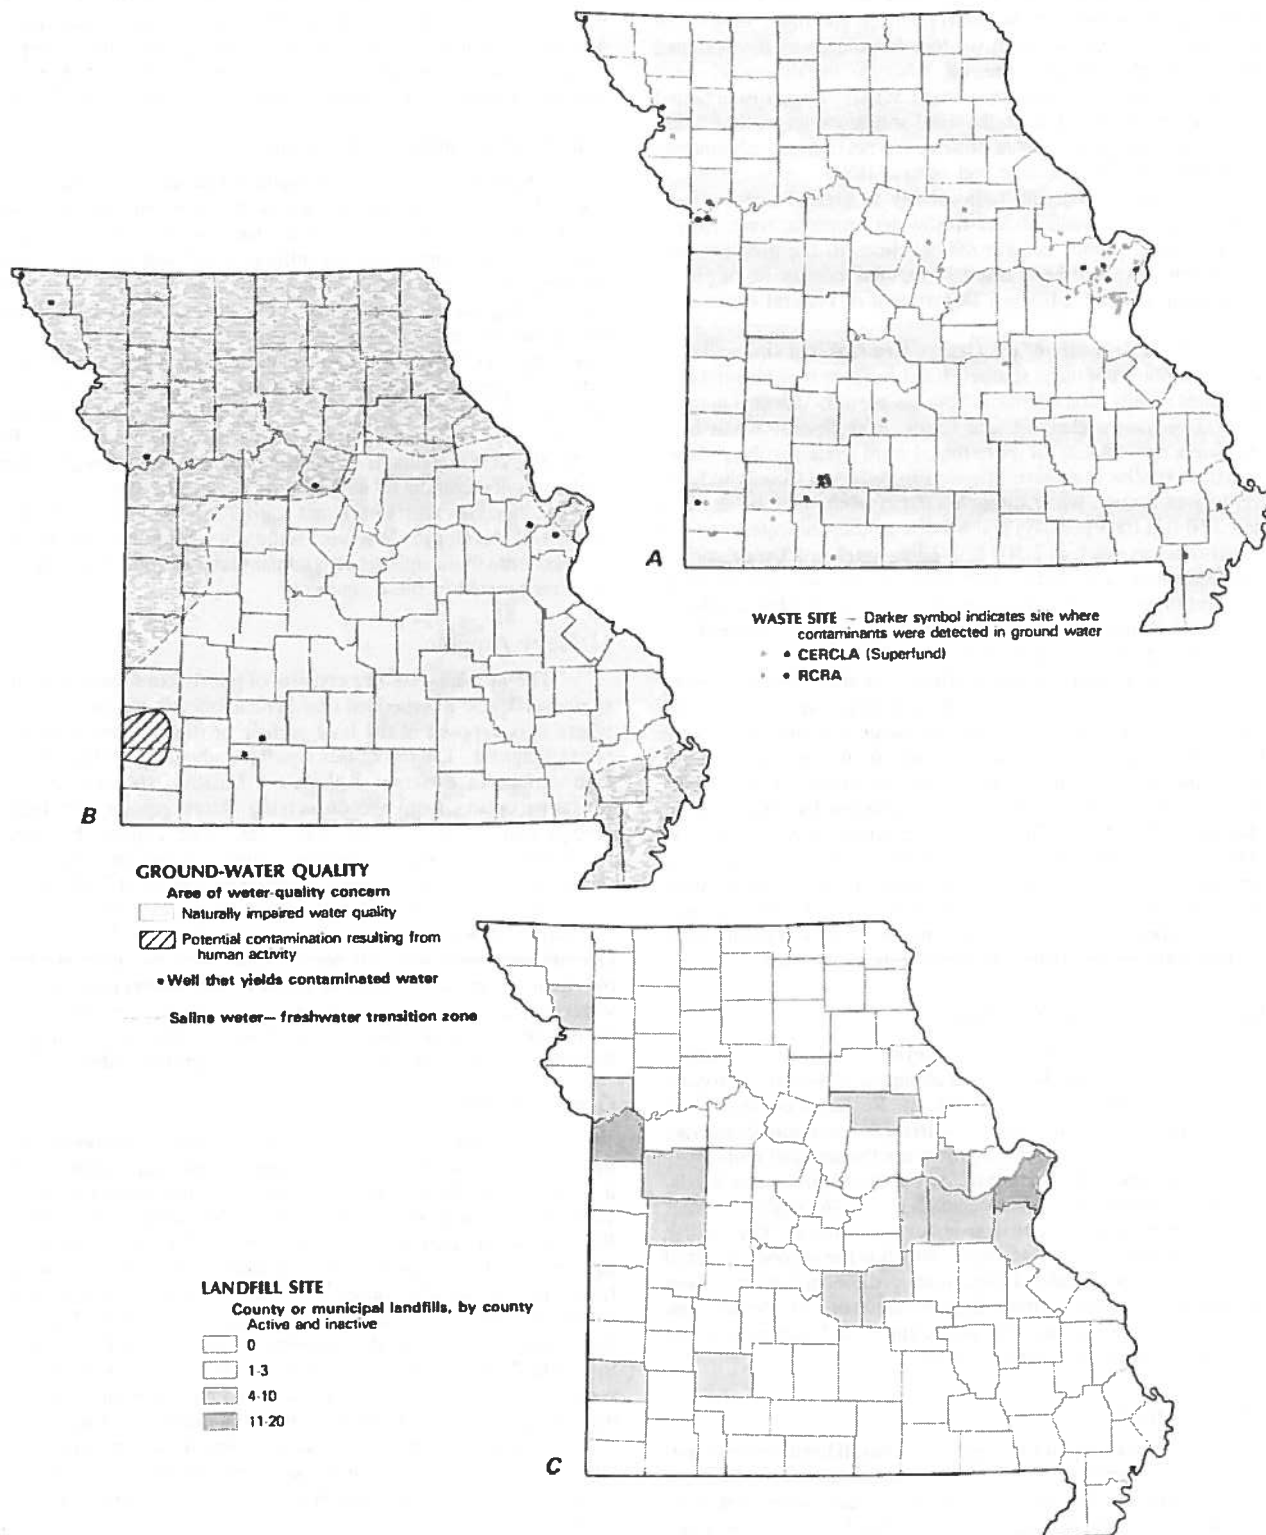 A
WASTE SITE — Darker symbol indicates site where
contaminants were detected in ground water
CERCLA (Superfund)
RCRA
B
GROUND-WATER QUALITY
Area of water-quality concern
Naturally impaired water quality
Potential contamination resulting from
human activity
Well that yields contaminated water
Saline water— freshwater transition zone
LANDFILL SITE
County or municipal landfills, by county
Active and inactive
0
1-3
4-10
11-20
C